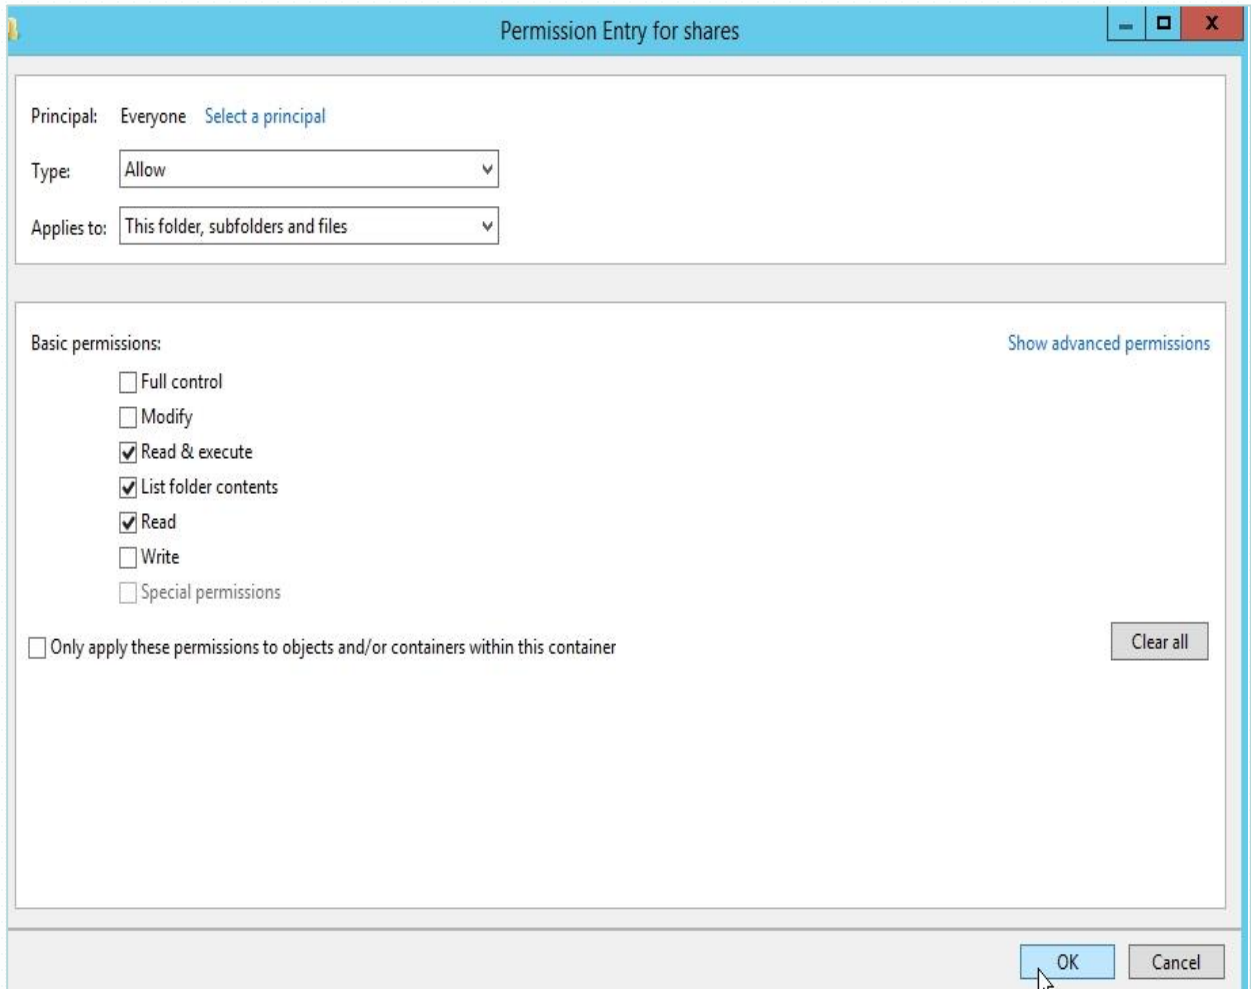 Permission Entry for shares
X
Principal: Everyone Select a principal
Type: Allow
Applies to: This folder, subfolders and files
Basic permissions: Show advanced permissions
Full control
Modify
Read & execute
List folder contents
Read
Write
Special permissions
Only apply these permissions to objects and/or containers within this container Clear all
OK Cancel